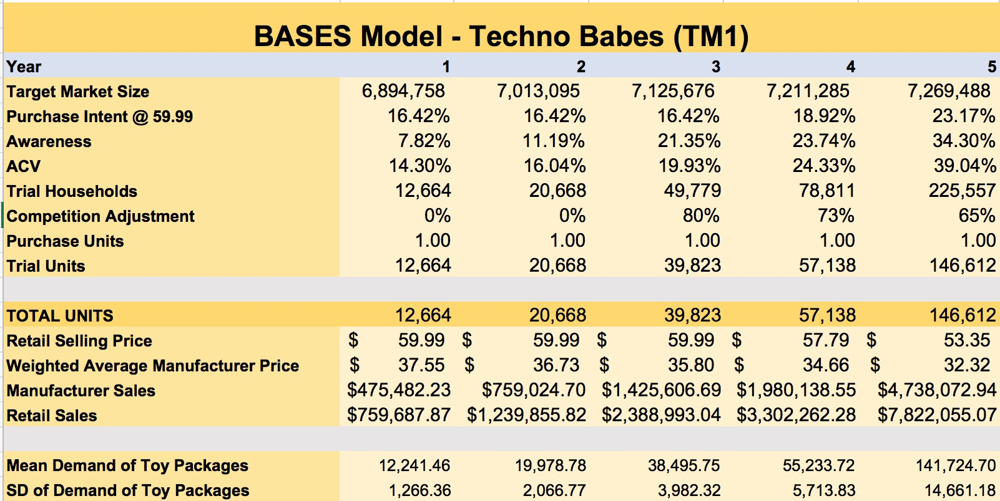 BASES Model - Techno Babes (TM1)
Year 1 2 3 4 5
Target Market Size 6,894,758 7,013,095 7,125,676 7,211,285 7,269,488
Purchase Intent @ 59.99 16.42% 16.42% 16.42% 18.92% 23.17%
Awareness 7.82% 11.19% 21.35% 23.74% 34.30%
ACV 14.30% 16.04% 19.93% 24.33% 39.04%
Trial Households 12,664 20,668 49,779 78,811 225,557
Competition Adjustment 0% 0% 80% 73% 65%
Purchase Units 1.00 1.00 1.00 1.00 1.00
Trial Units 12,664 20,668 39,823 57,138 146,612
TOTAL UNITS 12,664 20,668 39,823 57,138 146,612
Retail Selling Price $ 59.99 $ 59.99 $ 59.99 $ 57.79 $ 53.35
Weighted Average Manufacturer Price $ 37.55 $ 36.73 $ 35.80 $ 34.66 $ 32.32
Manufacturer Sales $475,482.23 $759,024.70 $1,425,606.69 $1,980,138.55 $4,738,072.94
Retail Sales $759,687.87 $1,239,855.82 $2,388,993.04 $3,302,262.28 $7,822,055.07
Mean Demand of Toy Packages 12,241.46 19,978.78 38,495.75 55,233.72 141,724.70
SD of Demand of Toy Packages 1,266.36 2,066.77 3,982.32 5,713.83 14,661.18